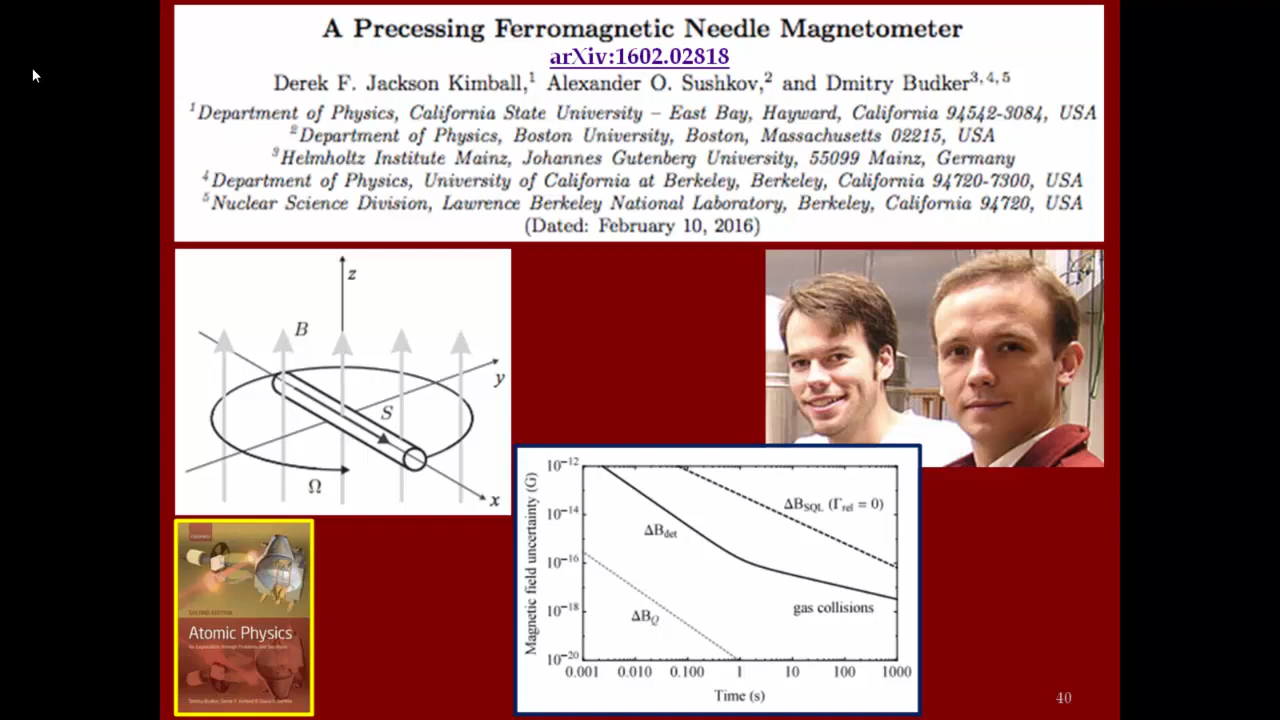 A Precessing Ferromagnetic Needle Magnetometer
arXiv:1602.02818
Derek F. Jackson Kimball,¹ Alexander O. Sushkov,² and Dmitry Budker³,⁴,⁵
¹Department of Physics, California State University – East Bay, Hayward, California 94542-3084, USA
²Department of Physics, Boston University, Boston, Massachusetts 02215, USA
³Helmholtz Institute Mainz, Johannes Gutenberg University, 55099 Mainz, Germany
⁴Department of Physics, University of California at Berkeley, Berkeley, California 94720-7300, USA
⁵Nuclear Science Division, Lawrence Berkeley National Laboratory, Berkeley, California 94720, USA
(Dated: February 10, 2016)
z
B
y
S
Ω
x
OXFORD
SECOND EDITION
Atomic Physics
Magnetic field uncertainty (G)
10⁻¹²
10⁻¹⁴
10⁻¹⁶
10⁻¹⁸
10⁻²⁰
ΔB_SQL (Γ_rel = 0)
ΔB_det
gas collisions
ΔB_Q
0.001 0.010 0.100 1 10 100 1000
Time (s)
40